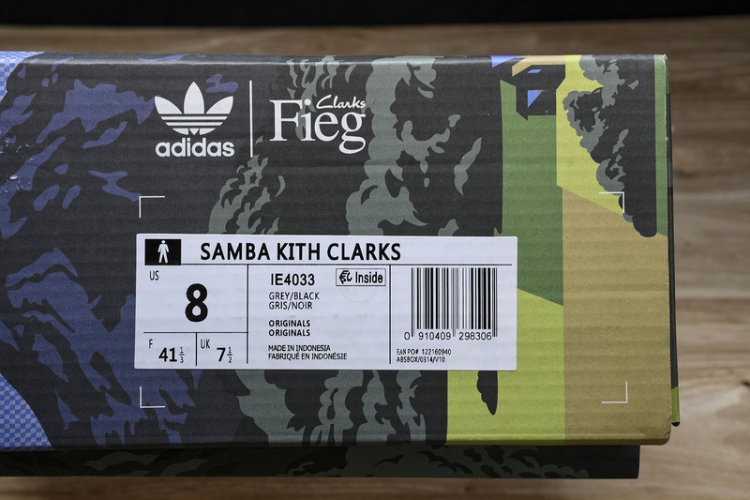 adidas
Clarks
Fieg
SAMBA KITH CLARKS
US
8
F
41⅓
UK
7½
IE4033
Inside
GREY/BLACK
GRIS/NOIR
ORIGINALS
ORIGINALS
MADE IN INDONESIA
FABRIQUÉ EN INDONÉSIE
0 910409 298306
EAN PO# 122160940
ABSBOX/0314/V10